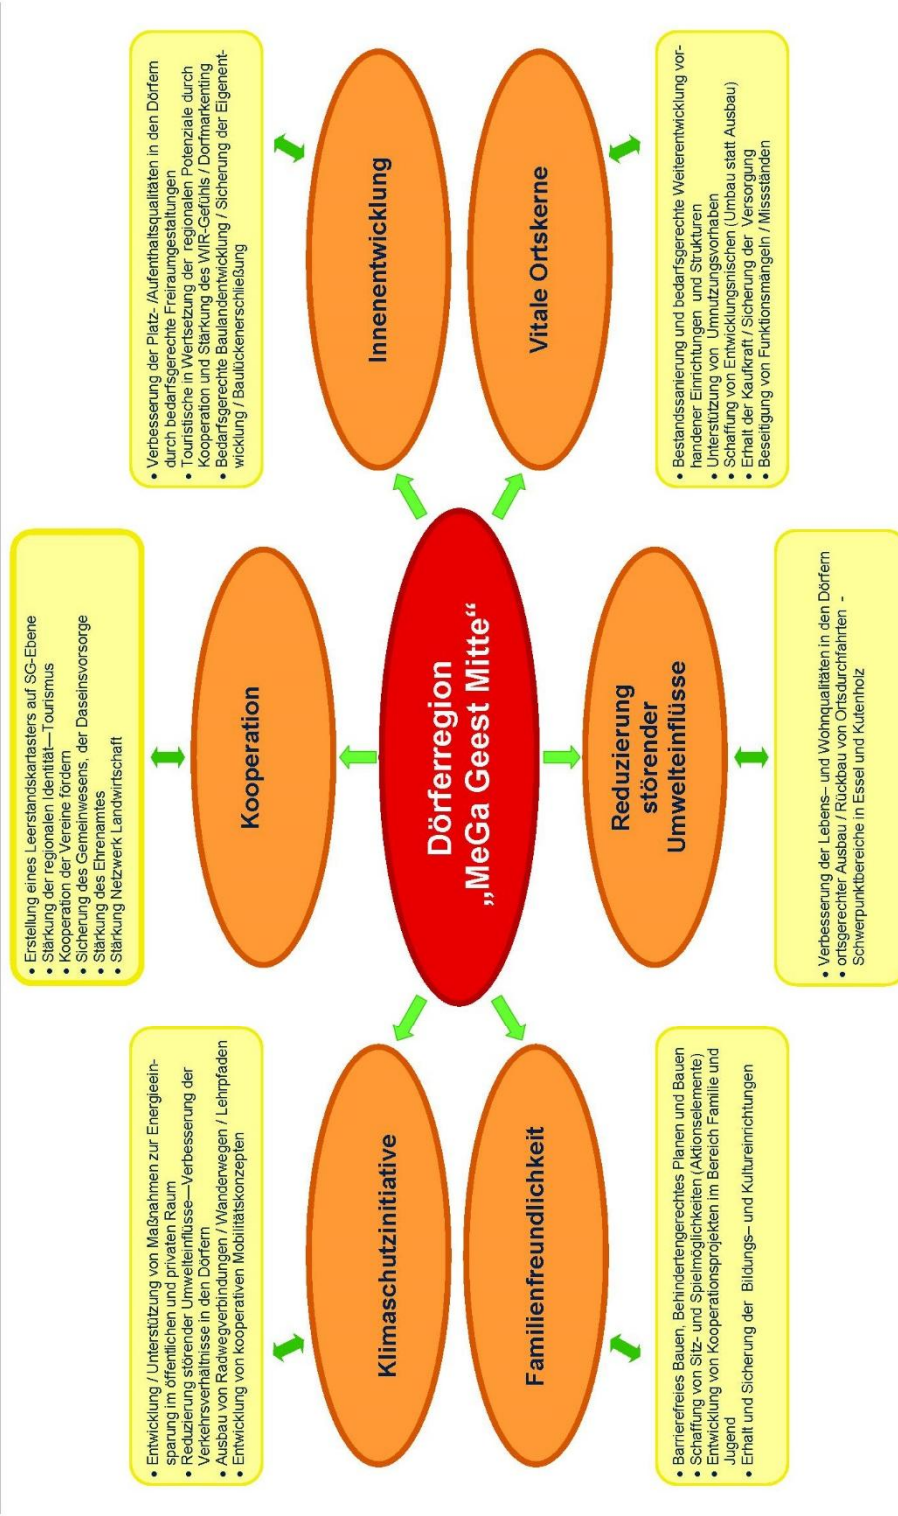 • Entwicklung / Unterstützung von Maßnahmen zur Energieein-
sparung im öffentlichen und privaten Raum
• Reduzierung störender Umwelteinflüsse—Verbesserung der
Verkehrsverhältnisse in den Dörfern
• Ausbau von Radwegverbindungen / Wanderwegen / Lehrpfaden
• Entwicklung von kooperativen Mobilitätskonzepten
Klimaschutzinitiative
• Erstellung eines Leerstandskartasters auf SG-Ebene
• Stärkung der regionalen Identität—Tourismus
• Kooperation der Vereine fördern
• Sicherung des Gemeinwesens, der Daseinsvorsorge
• Stärkung des Ehrenamtes
• Stärkung Netzwerk Landwirtschaft
Kooperation
• Verbesserung der Platz- /Aufenthaltsqualitäten in den Dörfern
durch bedarfsgerechte Freiraumgestaltungen
• Touristische in Wertsetzung der regionalen Potenziale durch
Kooperation und Stärkung des WIR-Gefühls / Dorfmarkenting
• Bedarfsgerechte Baulandentwicklung / Sicherung der Eigenent-
wicklung / Baulückenerschließung
Innenentwicklung
Dörferregion
„MeGa Geest Mitte“
Familienfreundlichkeit
• Barrierefreies Bauen, Behindertengerechtes Planen und Bauen
• Schaffung von Sitz- und Spielmöglichkeiten (Aktionselemente)
• Entwicklung von Kooperationsprojekten im Bereich Familie und
Jugend
• Erhalt und Sicherung der Bildungs– und Kultureinrichtungen
Reduzierung
störender
Umwelteinflüsse
• Verbesserung der Lebens– und Wohnqualitäten in den Dörfern
• ortsgerechter Ausbau / Rückbau von Ortsdurchfahrten -
Schwerpunktbereiche in Essel und Kutenholz
Vitale Ortskerne
• Bestandssanierung und bedarfsgerechte Weiterentwicklung vor-
handener Einrichtungen und Strukturen
• Unterstützung von Umnutzungsvorhaben
• Schaffung von Entwicklungsnischen (Umbau statt Ausbau)
• Erhalt der Kaufkraft / Sicherung der Versorgung
• Beseitigung von Funktionsmängeln / Missständen